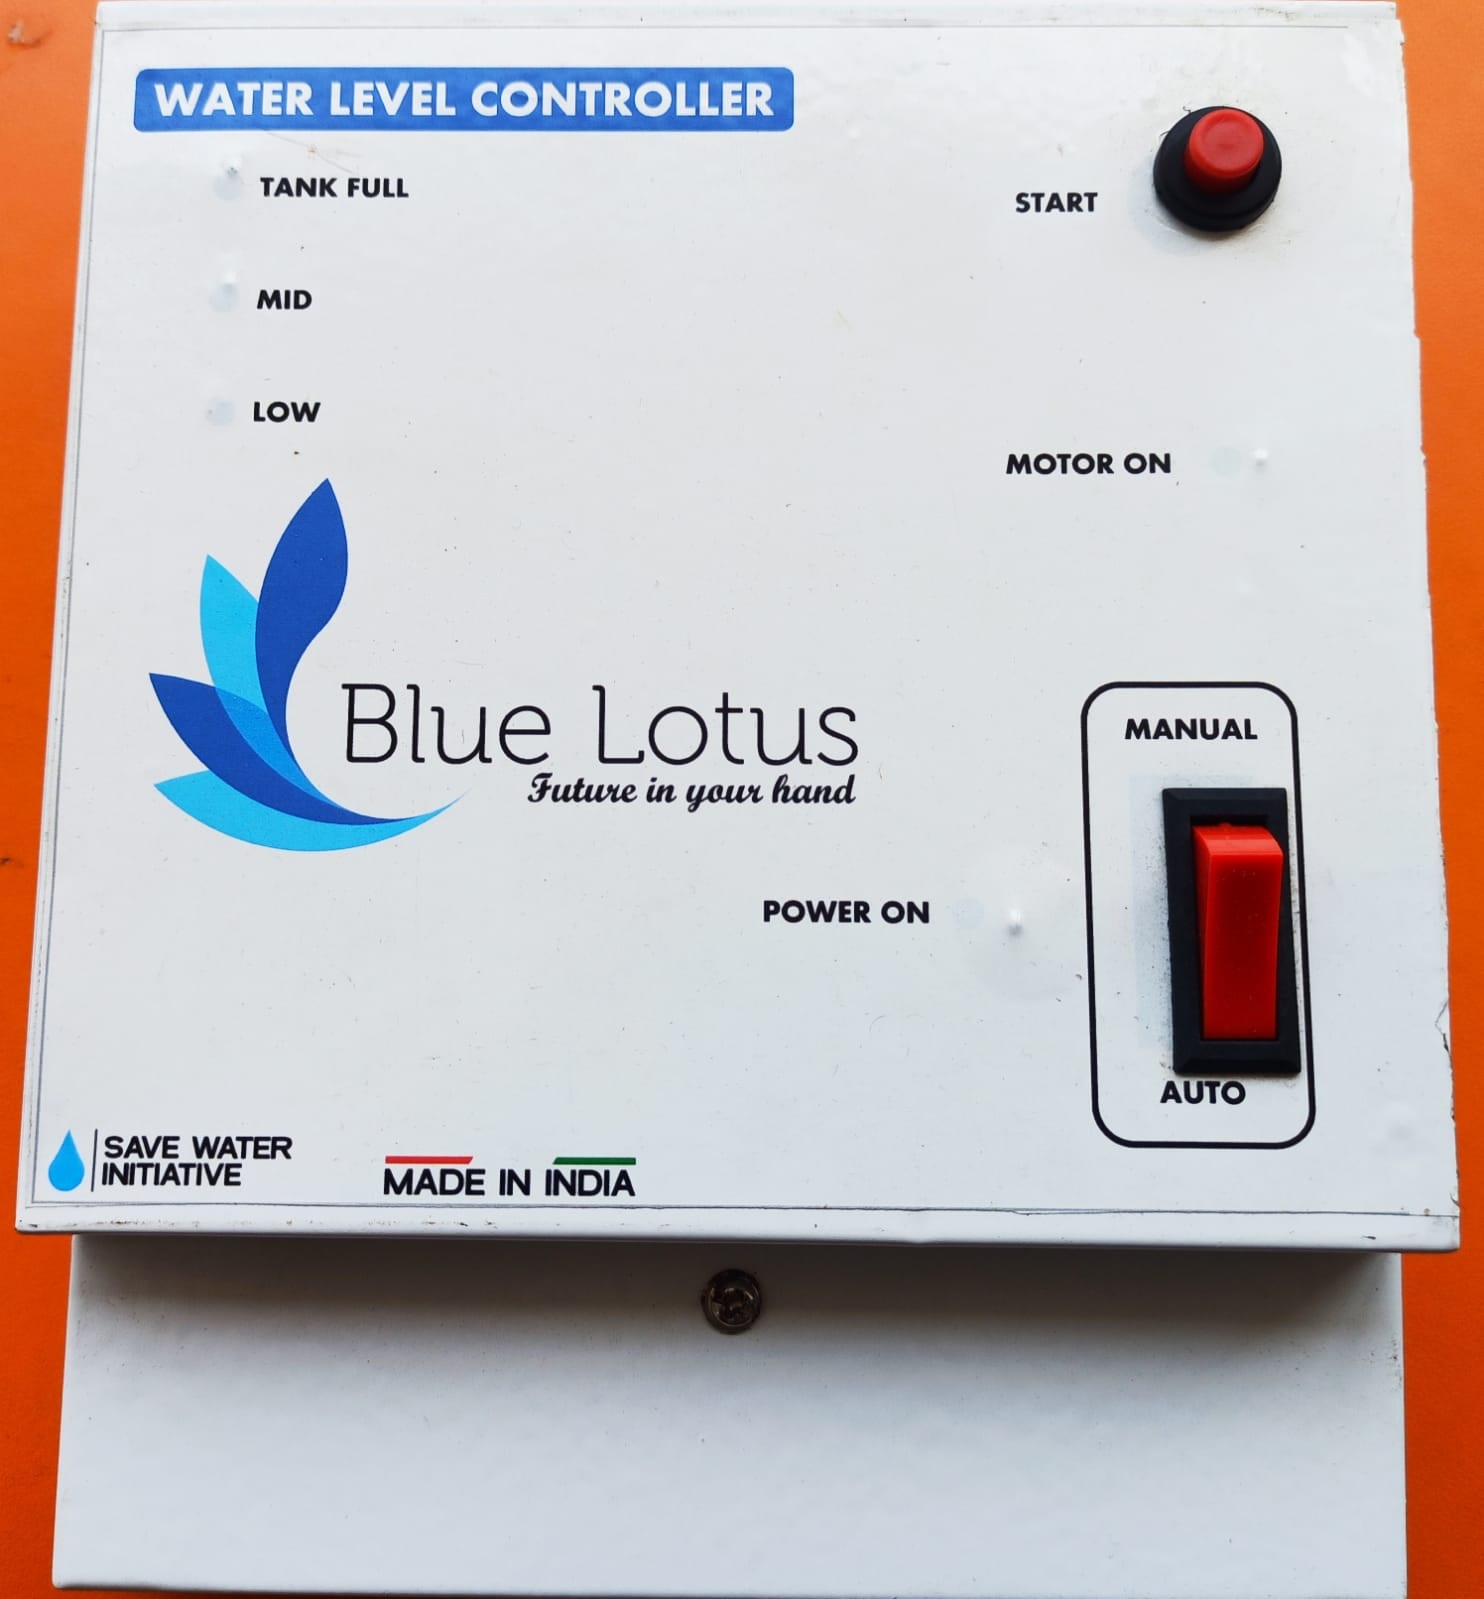 WATER LEVEL CONTROLLER
TANK FULL
START
MID
LOW
MOTOR ON
Blue Lotus
Future in your hand
MANUAL
POWER ON
AUTO
SAVE WATER
INITIATIVE
MADE IN INDIA